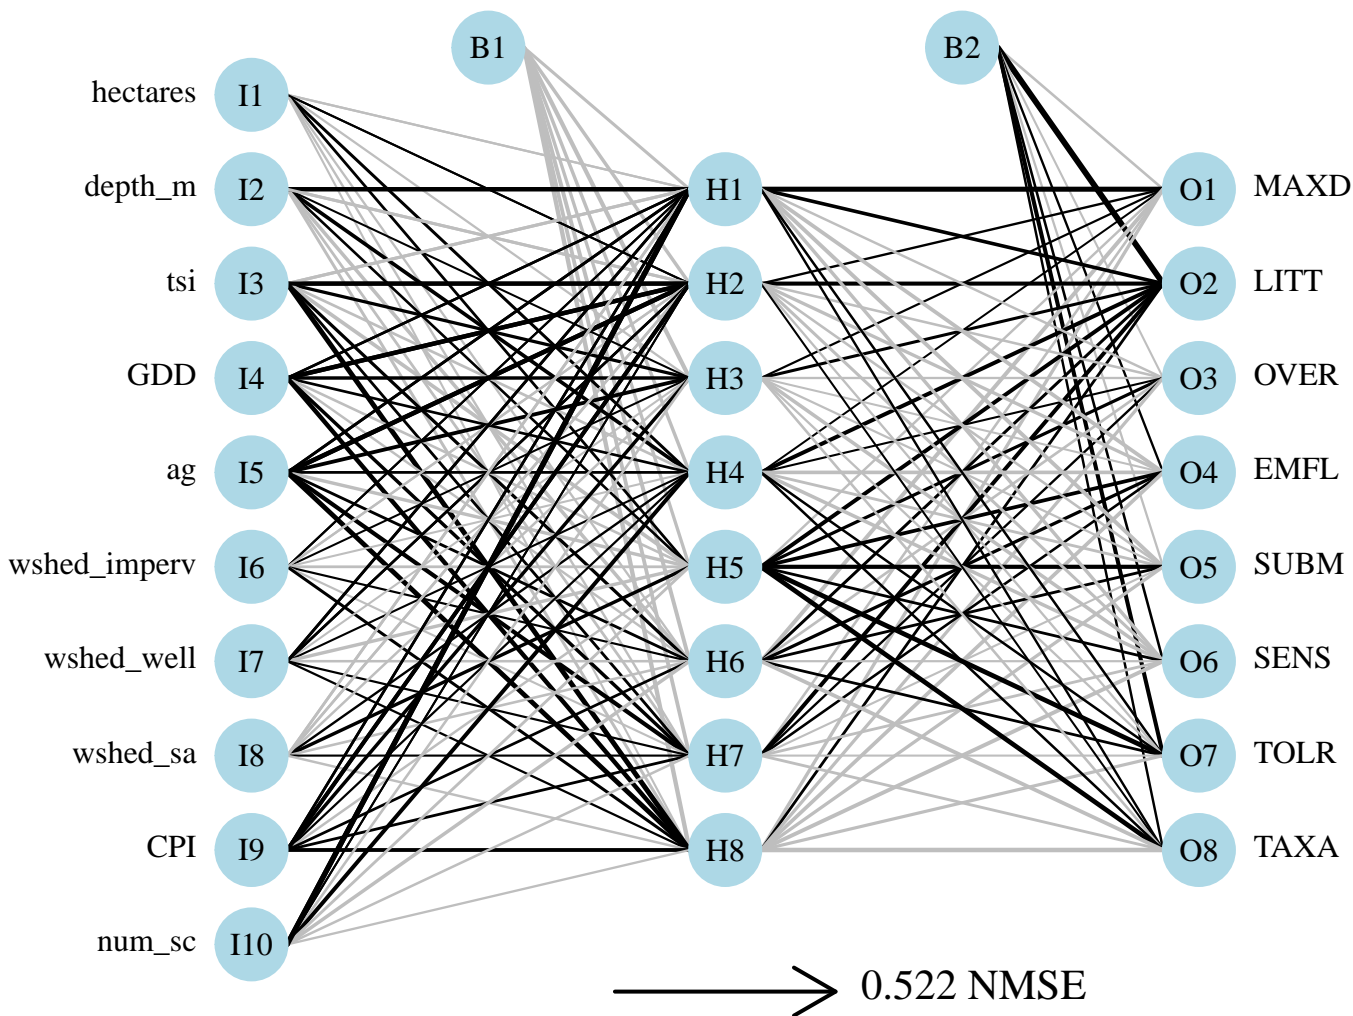 B1 B2
hectares I1
depth_m I2 H1 O1 MAXD
tsi I3 H2 O2 LITT
GDD I4 H3 O3 OVER
ag I5 H4 O4 EMFL
wshed_imperv I6 H5 O5 SUBM
wshed_well I7 H6 O6 SENS
wshed_sa I8 H7 O7 TOLR
CPI I9 H8 O8 TAXA
num_sc I10
0.522 NMSE